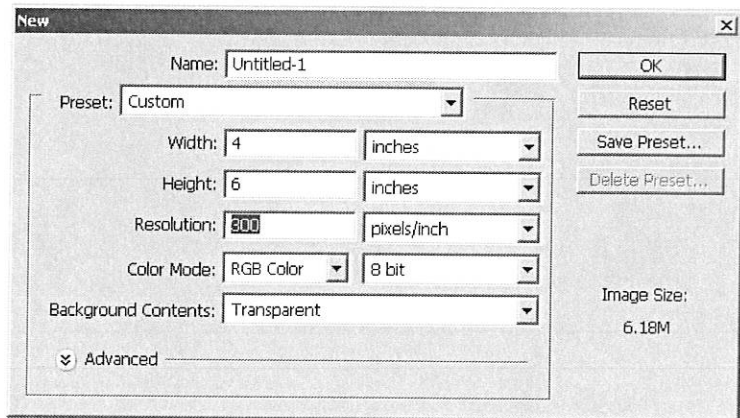 New
Name: Untitled-1
OK
Preset: Custom
Reset
Width: 4 inches
Save Preset...
Height: 6 inches
Delete Preset...
Resolution: 300 pixels/inch
Color Mode: RGB Color 8 bit
Image Size:
Background Contents: Transparent
6.18M
Advanced